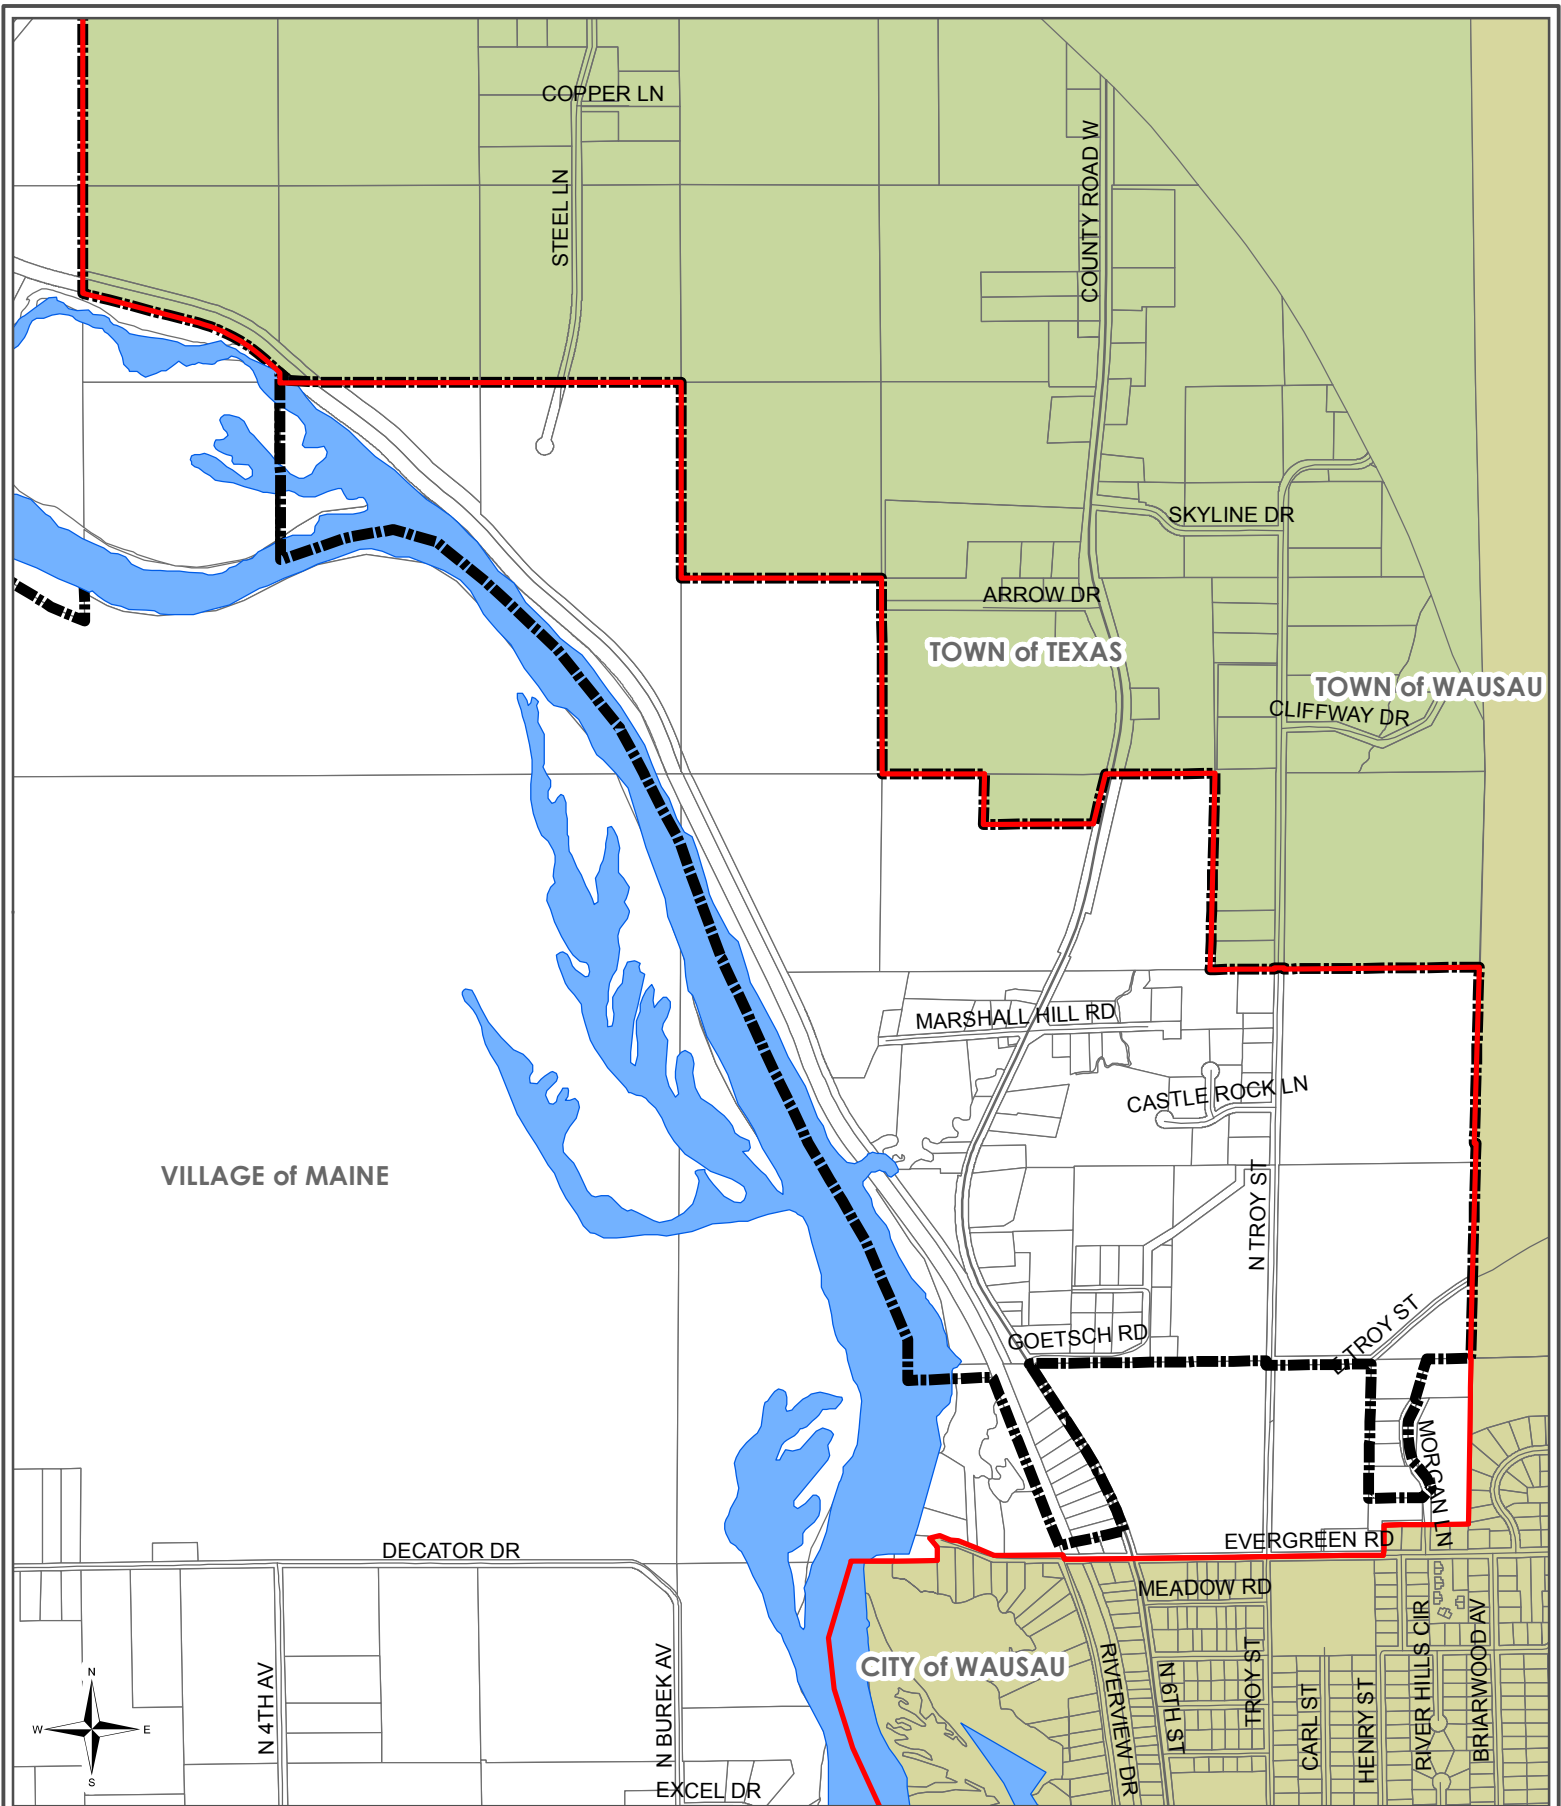 COPPER LN
STEEL LN
COUNTY ROAD W
SKYLINE DR
ARROW DR
TOWN of TEXAS
TOWN of WAUSAU
CLIFFWAY DR
MARSHALL HILL RD
CASTLE ROCK LN
VILLAGE of MAINE
N TROY ST
E TROY ST
GOETSCH RD
MORGAN LN
EVERGREEN RD
DECATOR DR
MEADOW RD
CITY of WAUSAU
N 4TH AV
N BUREK AV
RIVERVIEW DR
N 6TH ST
TROY ST
CARL ST
HENRY ST
RIVER HILLS CIR
BRIARWOOD AV
N
W
E
S
EXCEL DR